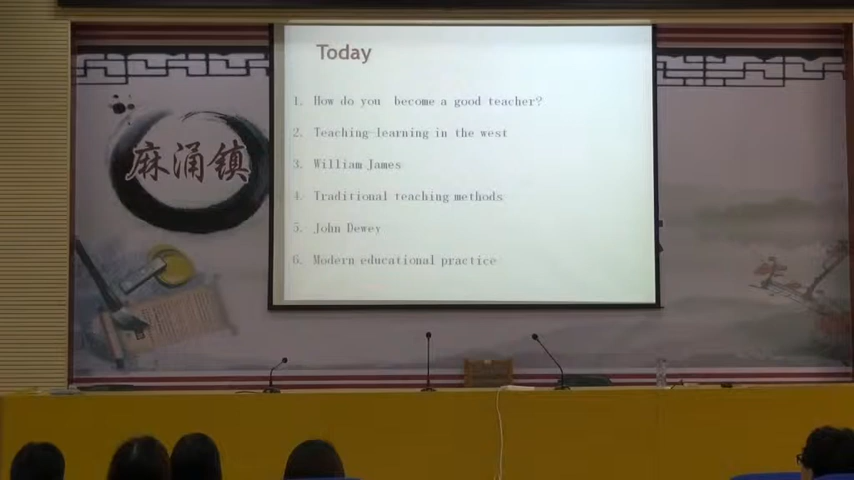 Today
1. How do you become a good teacher?
2. Teaching-learning in the west
3. William James
4. Traditional teaching methods
5. John Dewey
6. Modern educational practice
麻涌镇